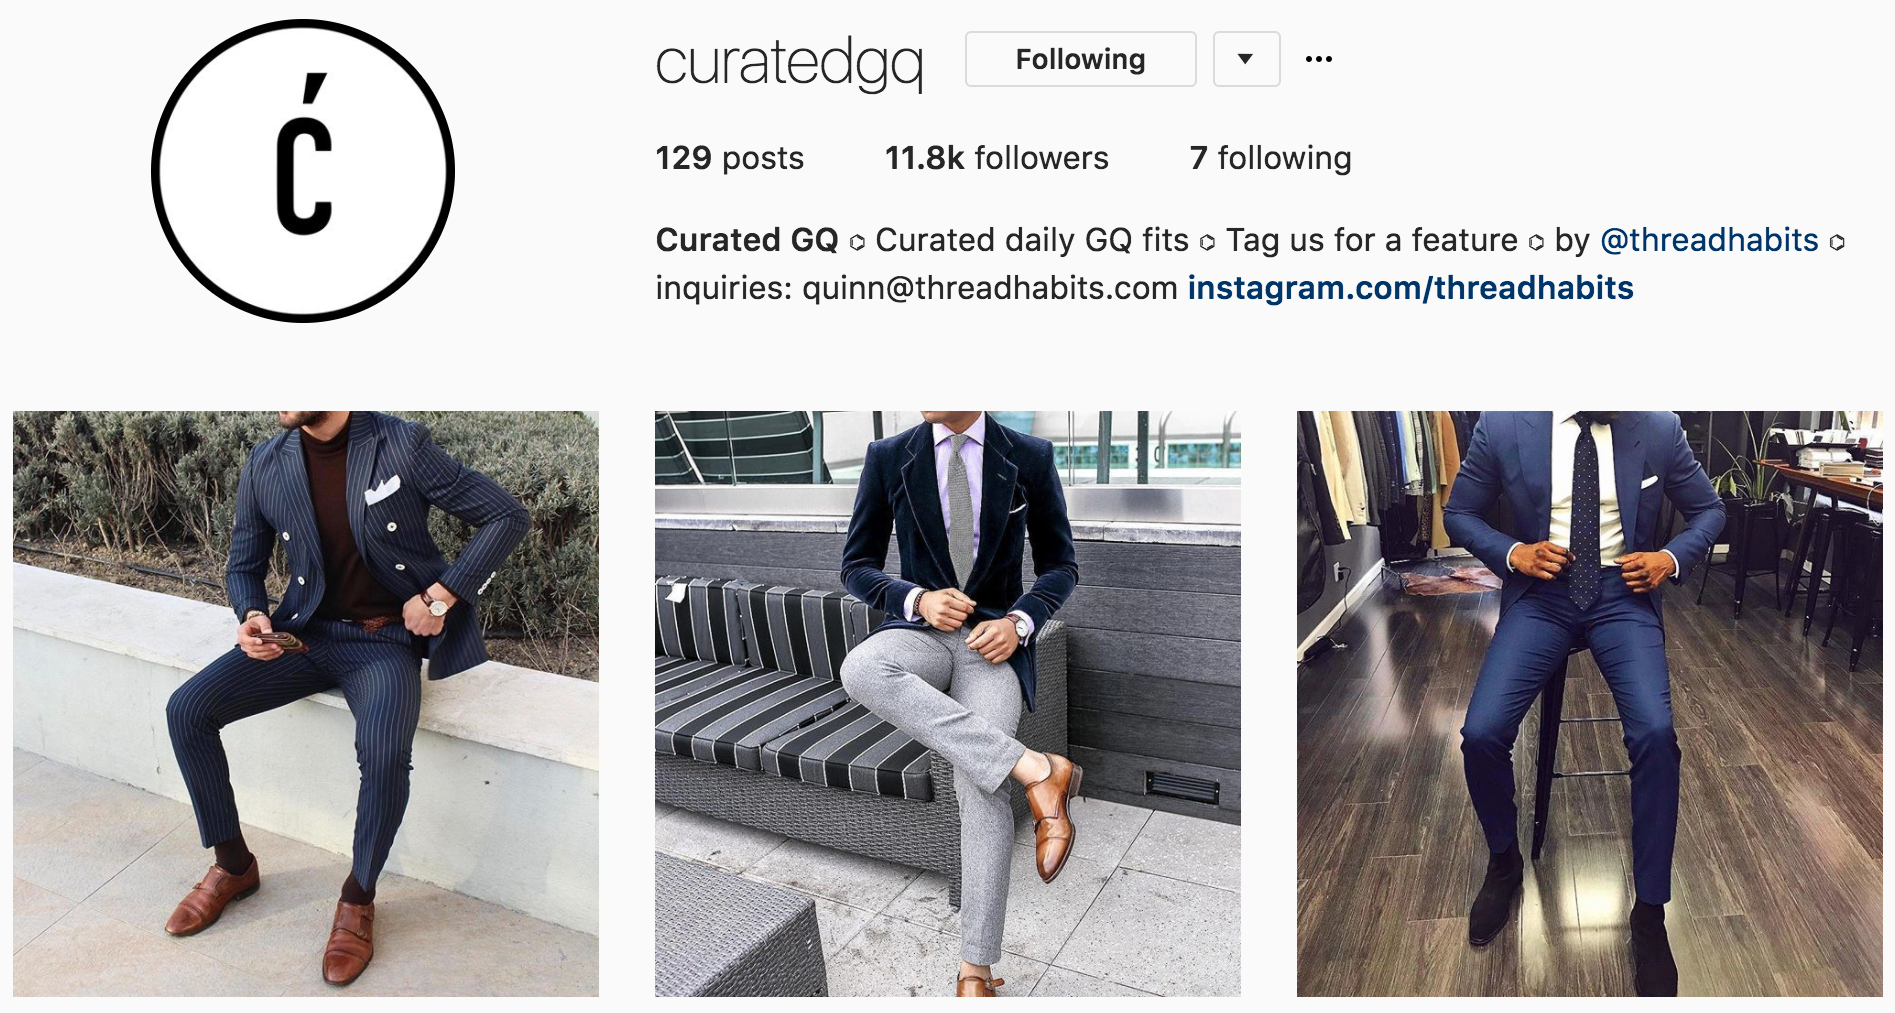 Ć
curatedgq Following ▼ ···
129 posts 11.8k followers 7 following
Curated GQ ⌬ Curated daily GQ fits ⌬ Tag us for a feature ⌬ by @threadhabits ⌬
inquiries: quinn@threadhabits.com instagram.com/threadhabits